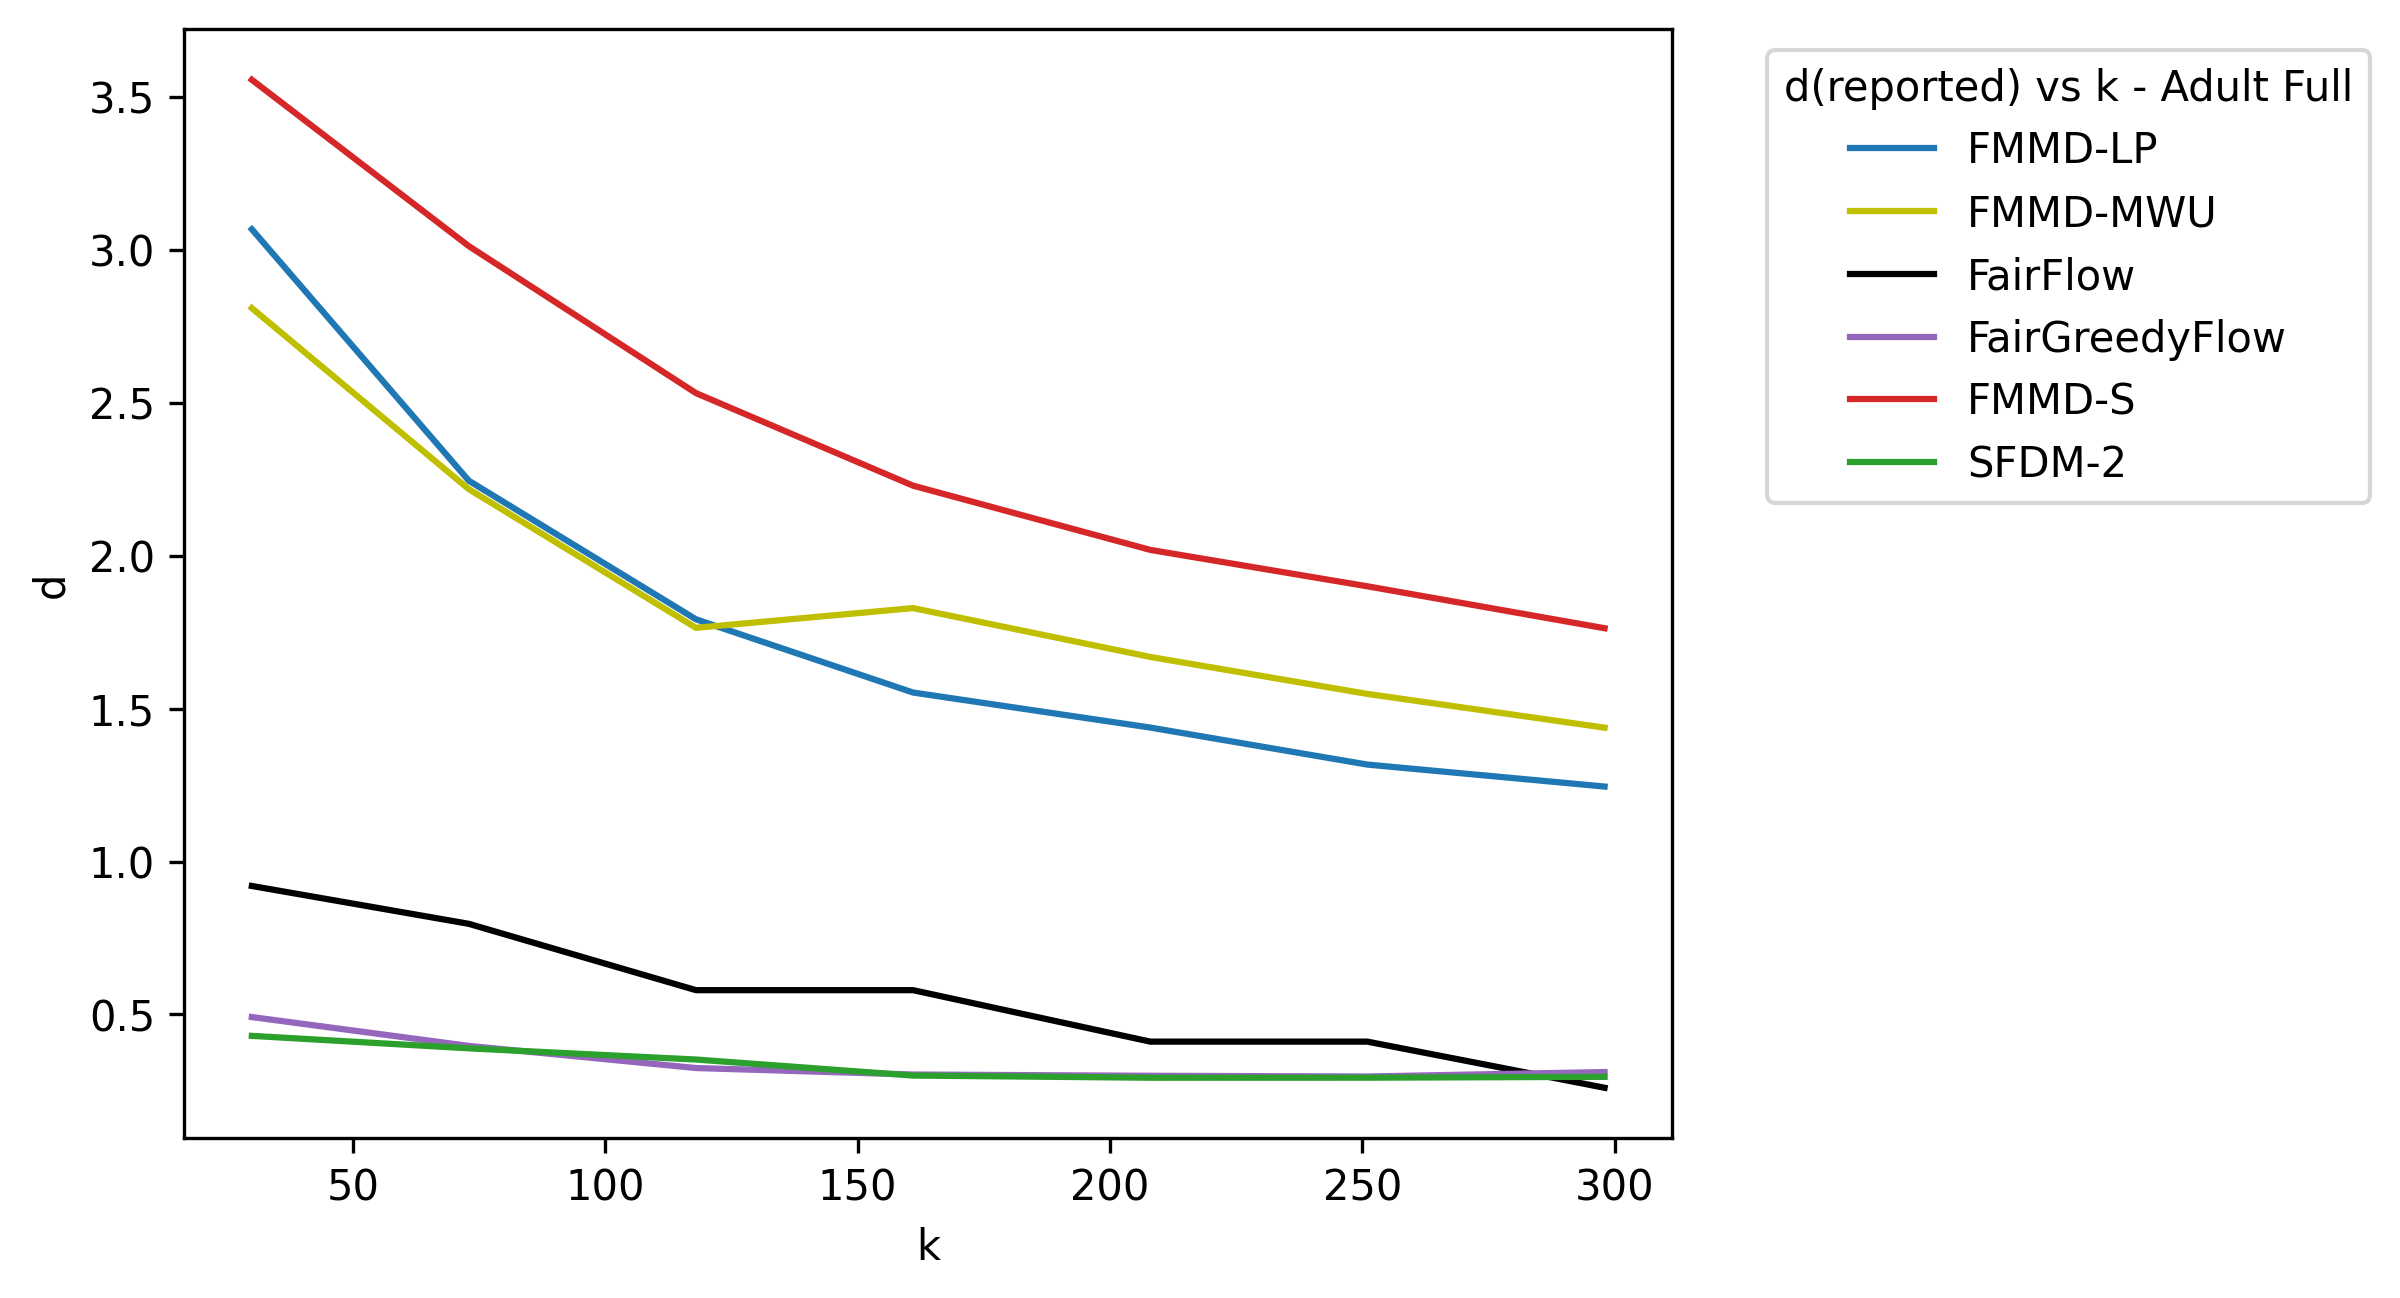 d(reported) vs k - Adult Full
FMMD-LP
FMMD-MWU
FairFlow
FairGreedyFlow
FMMD-S
SFDM-2
3.5
3.0
2.5
2.0
1.5
1.0
0.5
d
50 100 150 200 250 300
k